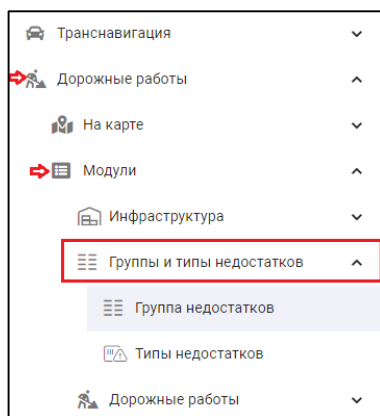 Транснавигация
Дорожные работы
На карте
Модули
Инфраструктура
Группы и типы недостатков
Группа недостатков
Типы недостатков
Дорожные работы